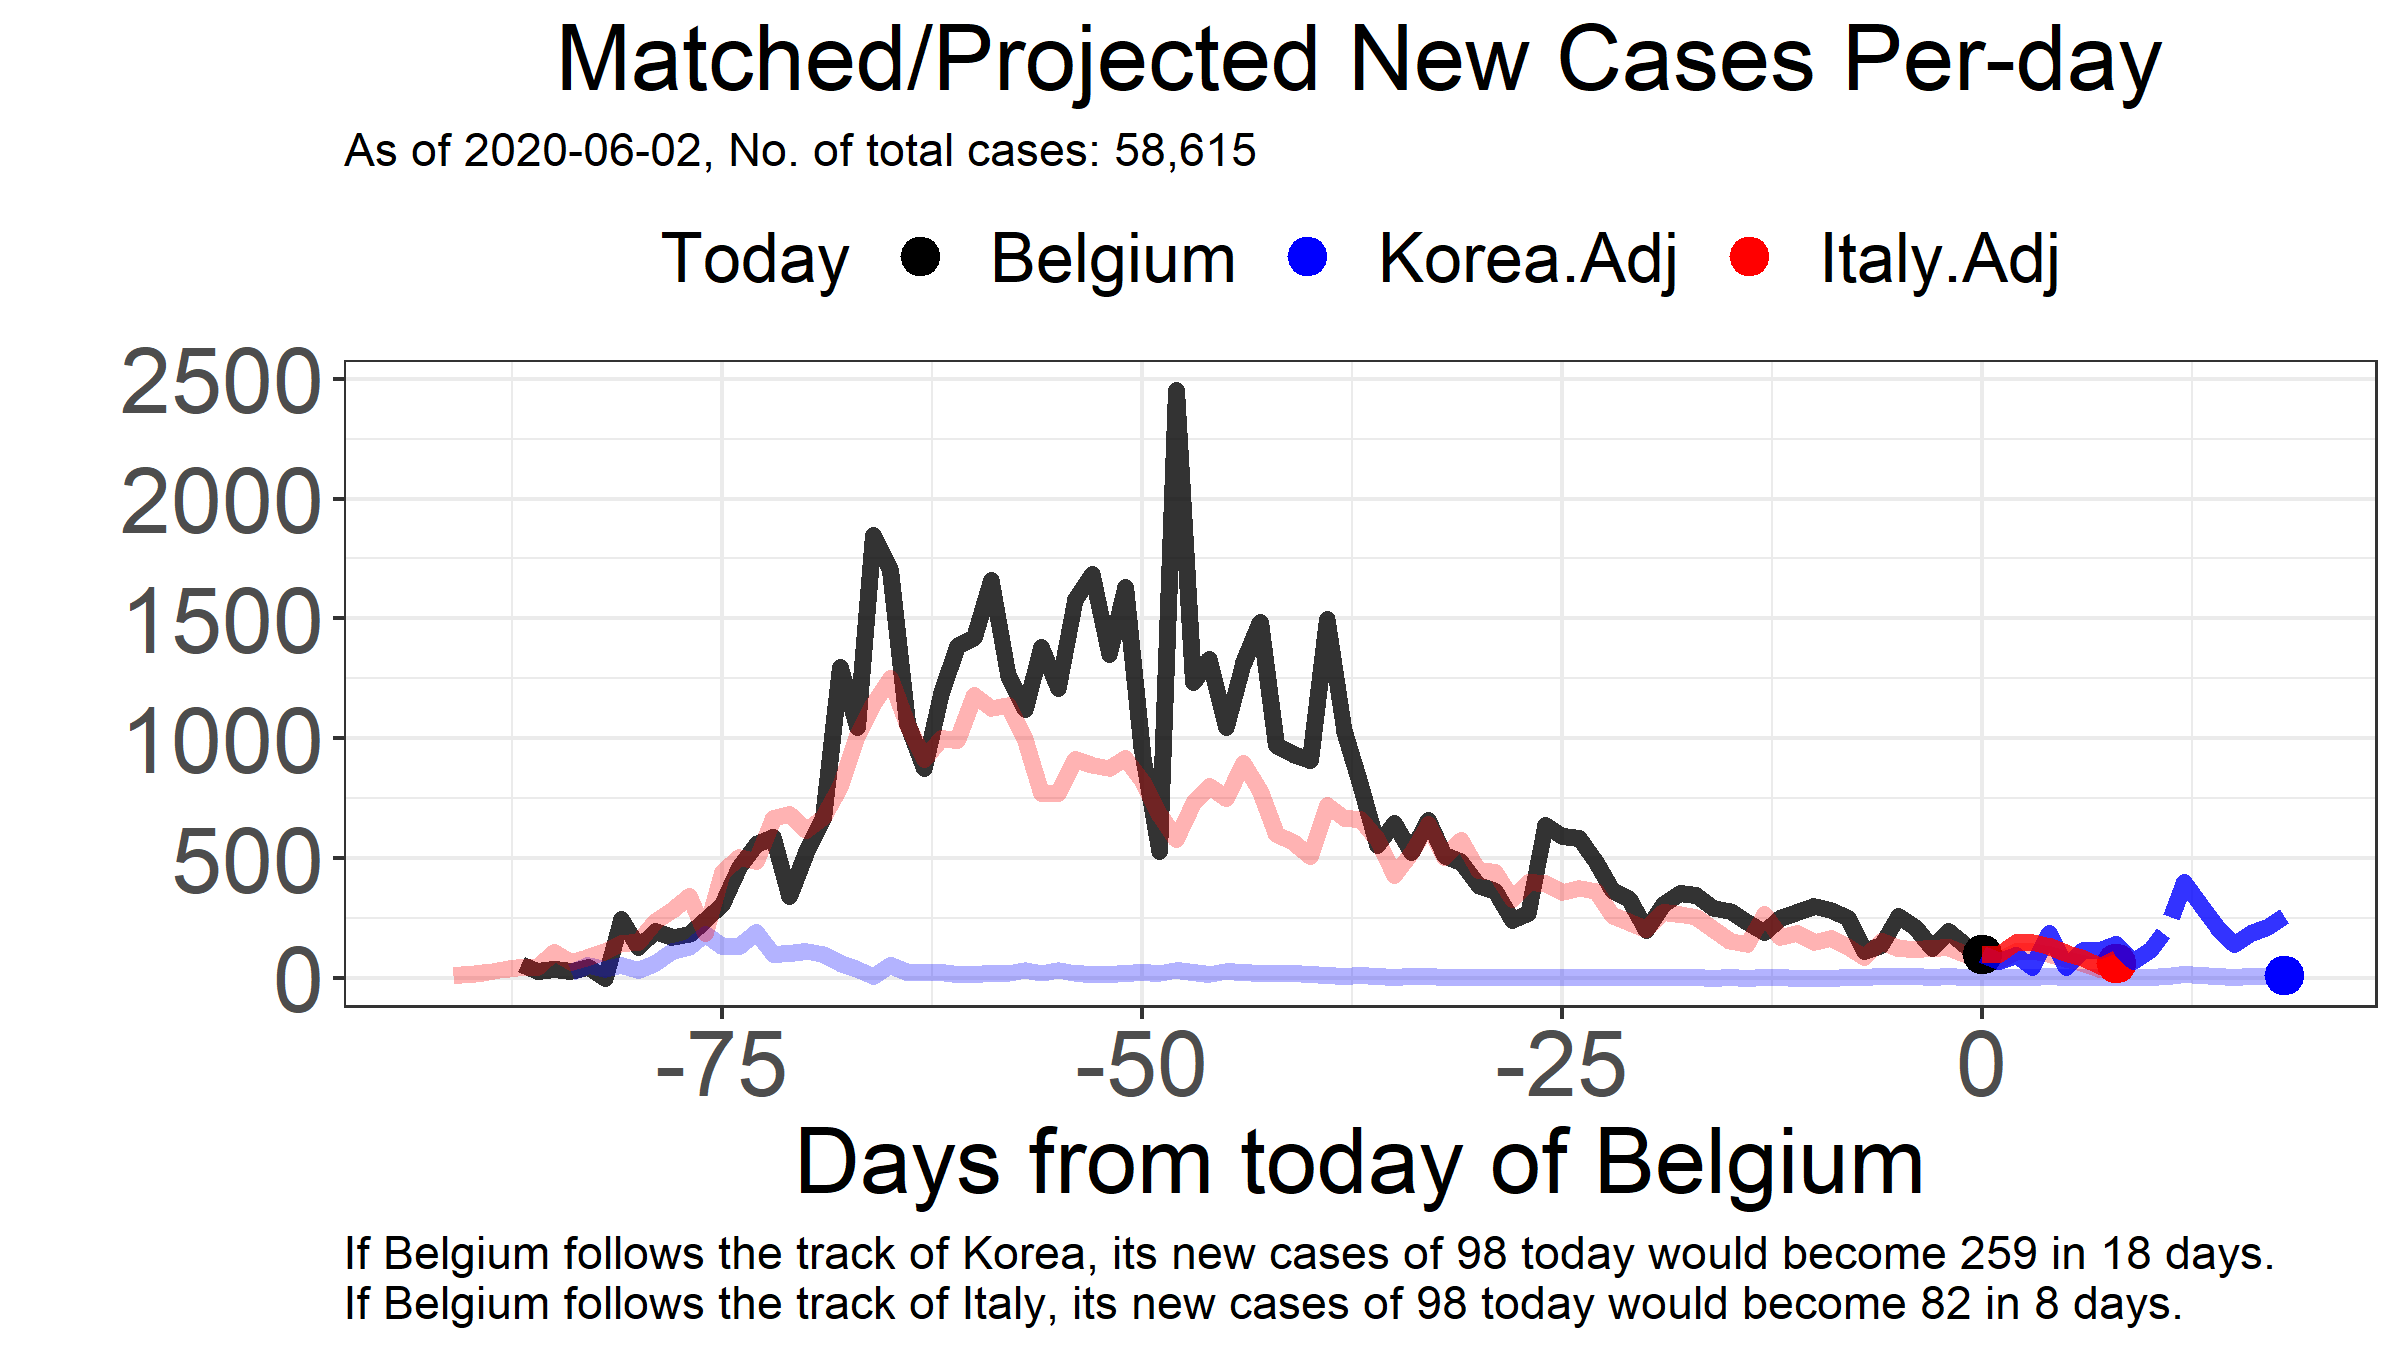 Matched/Projected New Cases Per-day
As of 2020-06-02, No. of total cases: 58,615
Today Belgium Korea.Adj Italy.Adj
2500
2000
1500
1000
500
0
-75 -50 -25 0
Days from today of Belgium
If Belgium follows the track of Korea, its new cases of 98 today would become 259 in 18 days.
If Belgium follows the track of Italy, its new cases of 98 today would become 82 in 8 days.